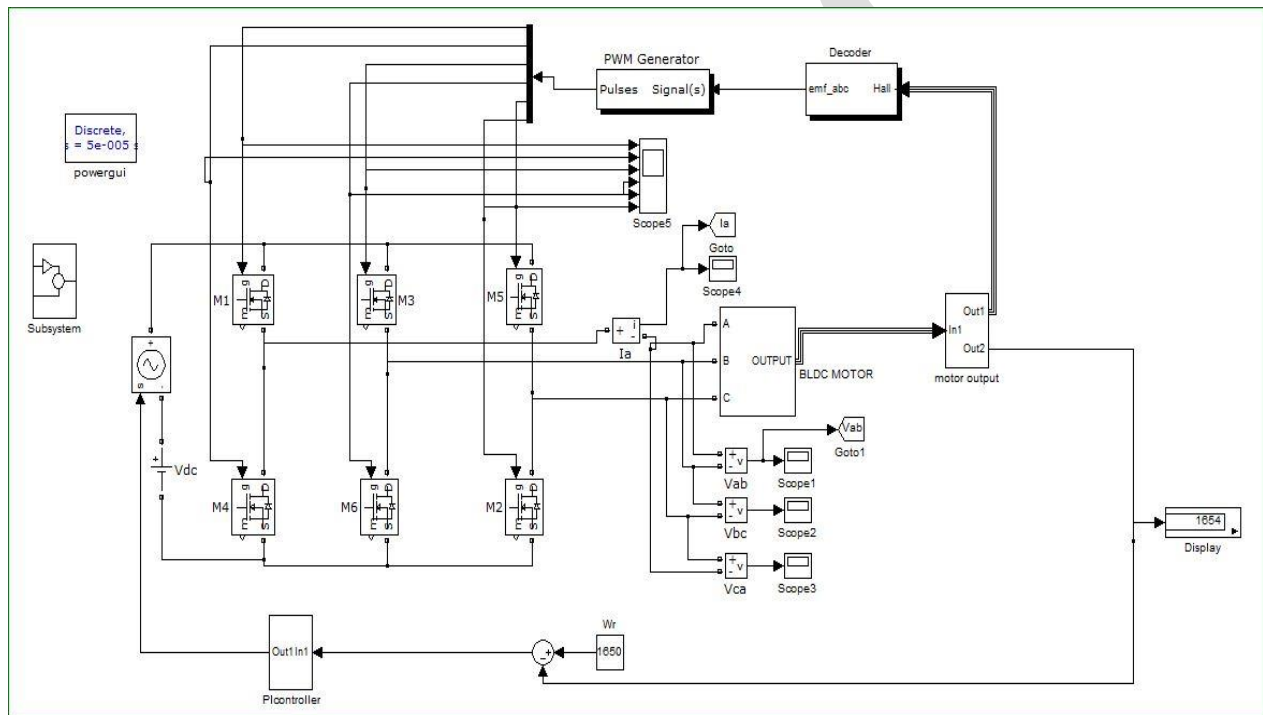 Decoder
PWM Generator
Pulses Signal(s)
emf_abc Hall
Discrete,
s = 5e-005 s
powergui
Scope5
Ia
Goto
Scope4
Subsystem
M1
g
D
m
S
M3
g
D
m
S
M5
g
D
m
S
+
-
s
Vdc
+
+
i
-
Ia
A
B
C
OUTPUT
BLDC MOTOR
In1
Out1
Out2
motor output
Vab
Goto1
M4
g
D
m
S
M6
g
D
m
S
M2
g
D
m
S
+
-
v
Vab
Scope1
+
-
v
Vbc
Scope2
+
-
v
Vca
Scope3
1654
Display
Wr
1650
Out1In1
PIcontroller
-+